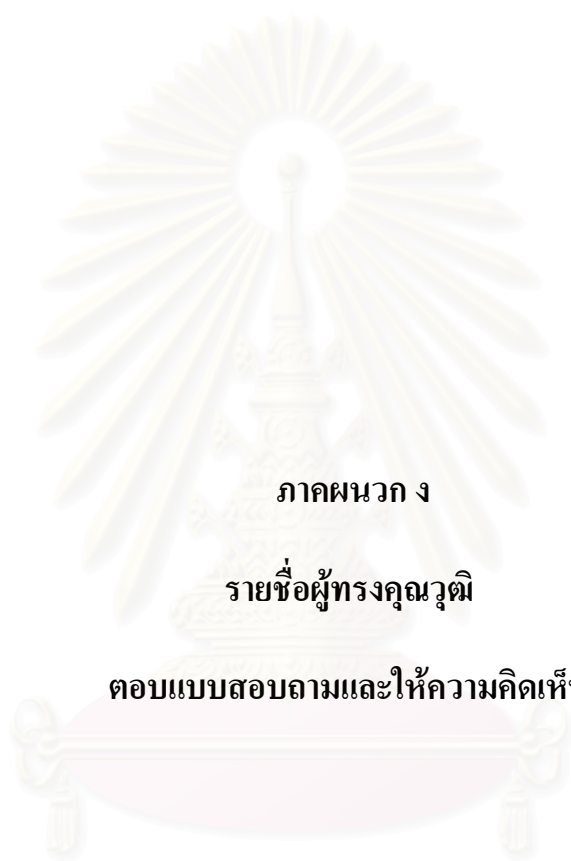 ภาคผนวก ง
รายชื่อผู้ทรงคุณวุฒิ
ตอบแบบสอบถามและให้ความคิดเห็